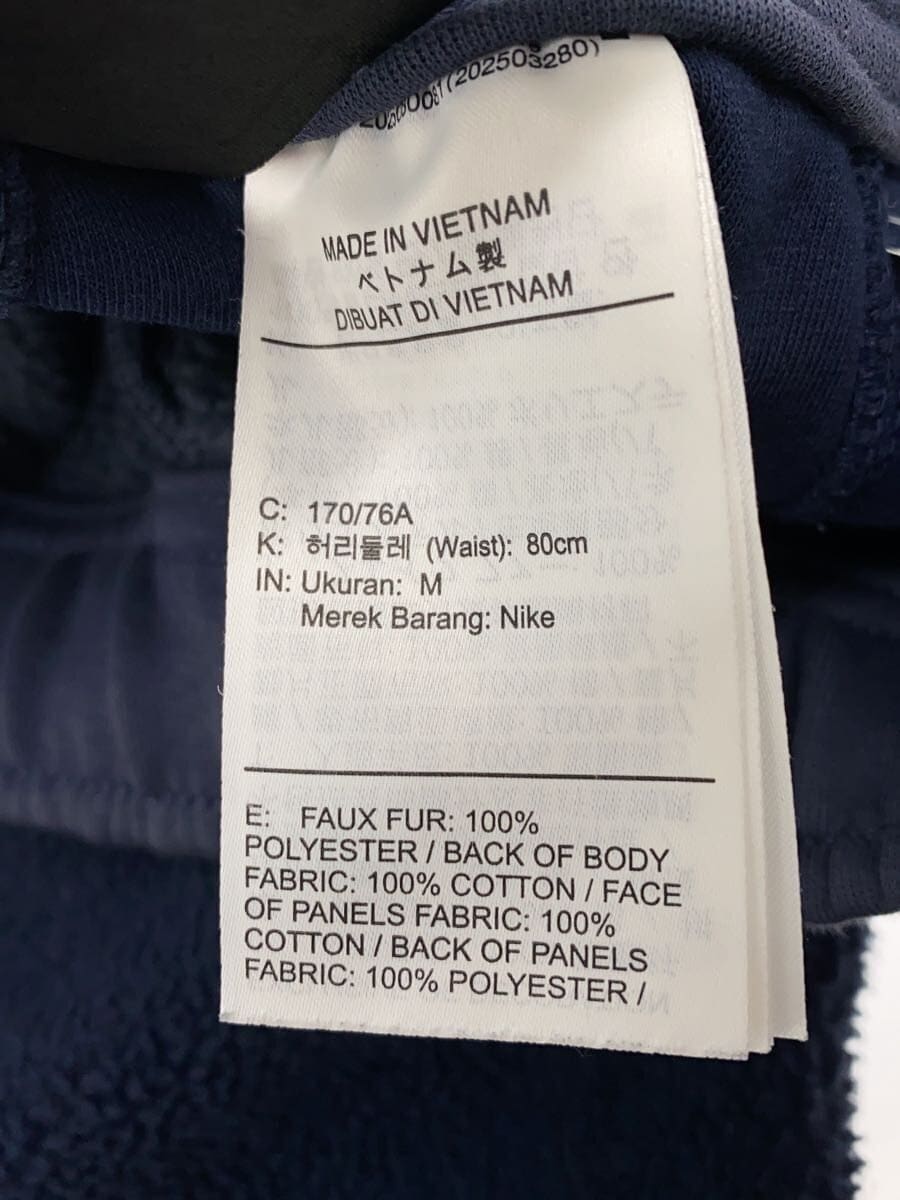 (202503280)
MADE IN VIETNAM
ベトナム製
DIBUAT DI VIETNAM
C: 170/76A
K: 허리둘레 (Waist): 80cm
IN: Ukuran: M
Merek Barang: Nike
E: FAUX FUR: 100%
POLYESTER / BACK OF BODY
FABRIC: 100% COTTON / FACE
OF PANELS FABRIC: 100%
COTTON / BACK OF PANELS
FABRIC: 100% POLYESTER /